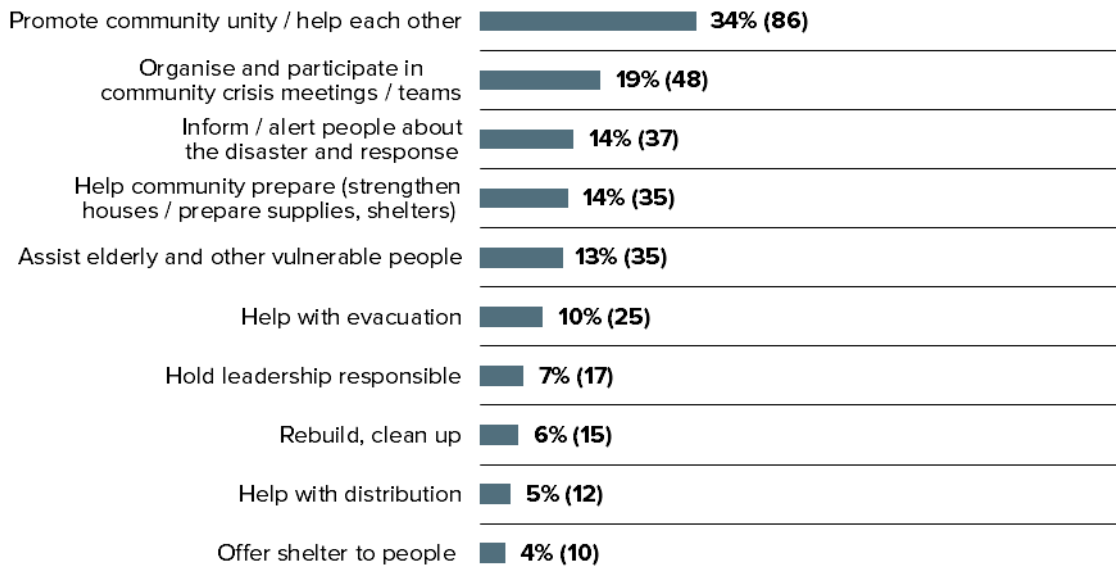 Promote community unity / help each other 34% (86)
Organise and participate in
community crisis meetings / teams 19% (48)
Inform / alert people about
the disaster and response 14% (37)
Help community prepare (strengthen
houses / prepare supplies, shelters) 14% (35)
Assist elderly and other vulnerable people 13% (35)
Help with evacuation 10% (25)
Hold leadership responsible 7% (17)
Rebuild, clean up 6% (15)
Help with distribution 5% (12)
Offer shelter to people 4% (10)